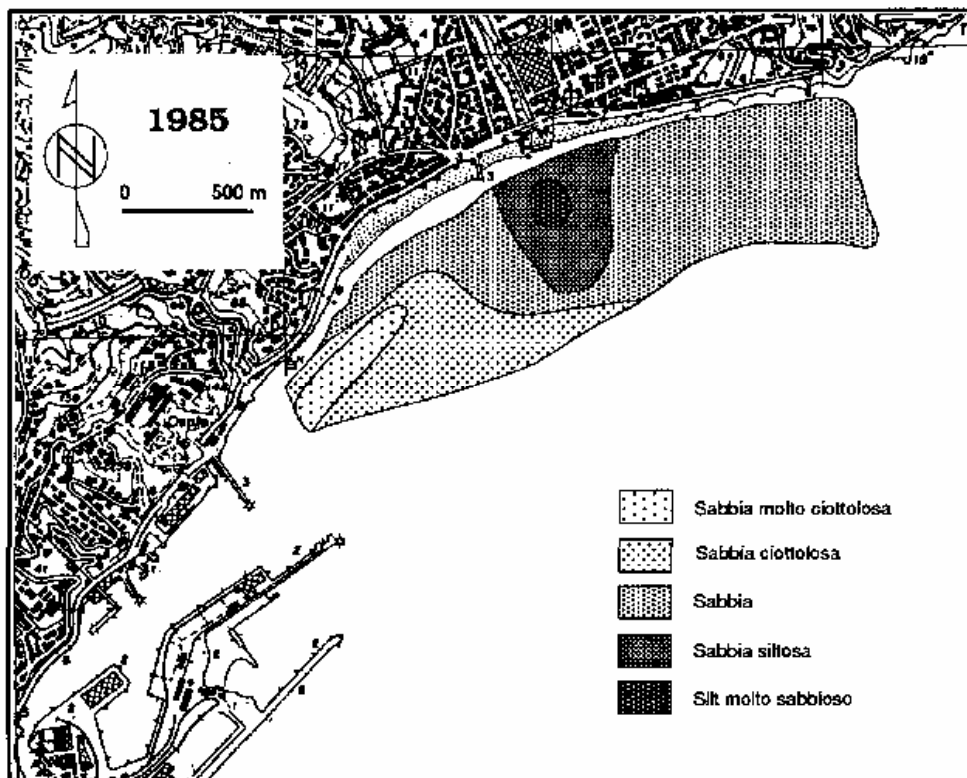 1985
0 500 m
Sabbia molto ciottolosa
Sabbia ciottolosa
Sabbia
Sabbia siltosa
Silt molto sabbioso